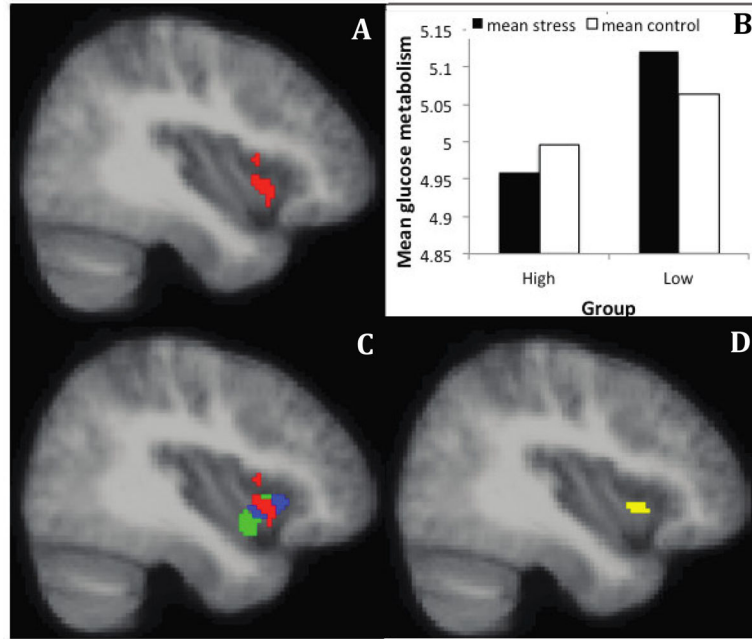 A
B
mean stress mean control
Mean glucose metabolism
5.15
5.1
5.05
5
4.95
4.9
4.85
High Low
Group
C
D